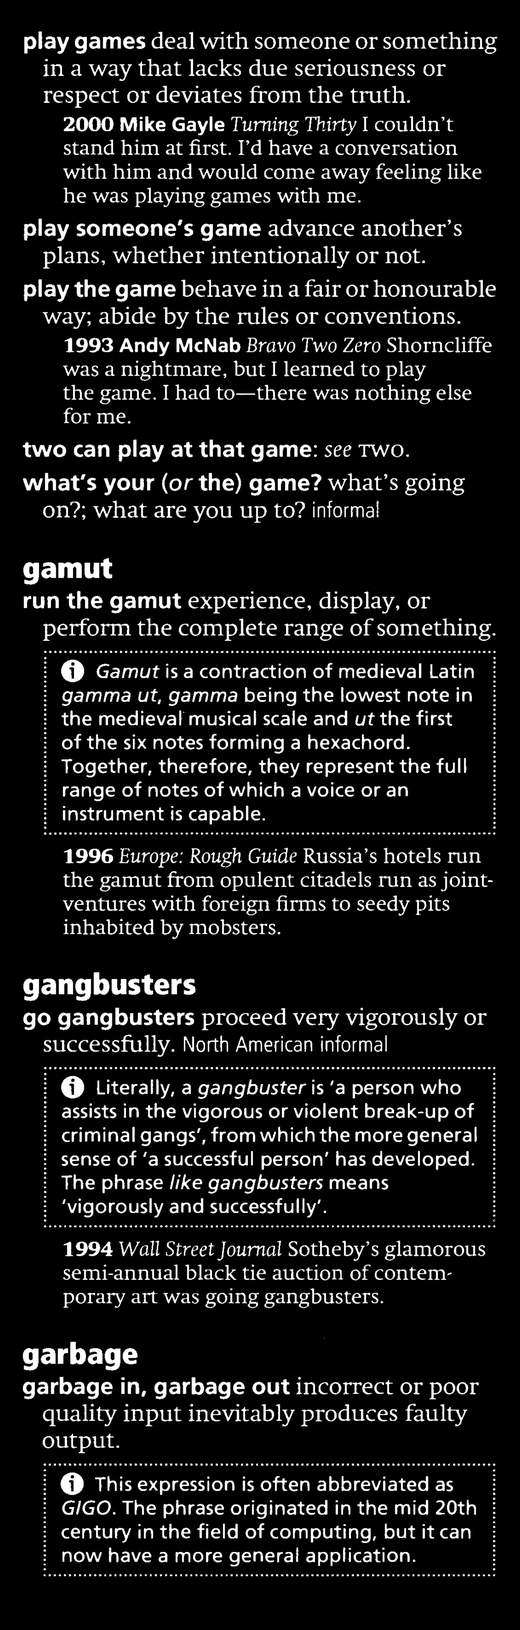 play games deal with someone or something
in a way that lacks due seriousness or
respect or deviates from the truth.
2000 Mike Gayle Turning Thirty I couldn't
stand him at first. I'd have a conversation
with him and would come away feeling like
he was playing games with me.
play someone's game advance another's
plans, whether intentionally or not.
play the game behave in a fair or honourable
way; abide by the rules or conventions.
1993 Andy McNab Bravo Two Zero Shorncliffe
was a nightmare, but I learned to play
the game. I had to—there was nothing else
for me.
two can play at that game: see TWO.
what's your (or the) game? what's going
on?; what are you up to? informal
gamut
run the gamut experience, display, or
perform the complete range of something.
i Gamut is a contraction of medieval Latin
gamma ut, gamma being the lowest note in
the medieval musical scale and ut the first
of the six notes forming a hexachord.
Together, therefore, they represent the full
range of notes of which a voice or an
instrument is capable.
1996 Europe: Rough Guide Russia's hotels run
the gamut from opulent citadels run as joint-
ventures with foreign firms to seedy pits
inhabited by mobsters.
gangbusters
go gangbusters proceed very vigorously or
successfully. North American informal
i Literally, a gangbuster is 'a person who
assists in the vigorous or violent break-up of
criminal gangs', from which the more general
sense of 'a successful person' has developed.
The phrase like gangbusters means
'vigorously and successfully'.
1994 Wall Street Journal Sotheby's glamorous
semi-annual black tie auction of contem-
porary art was going gangbusters.
garbage
garbage in, garbage out incorrect or poor
quality input inevitably produces faulty
output.
i This expression is often abbreviated as
GIGO. The phrase originated in the mid 20th
century in the field of computing, but it can
now have a more general application.